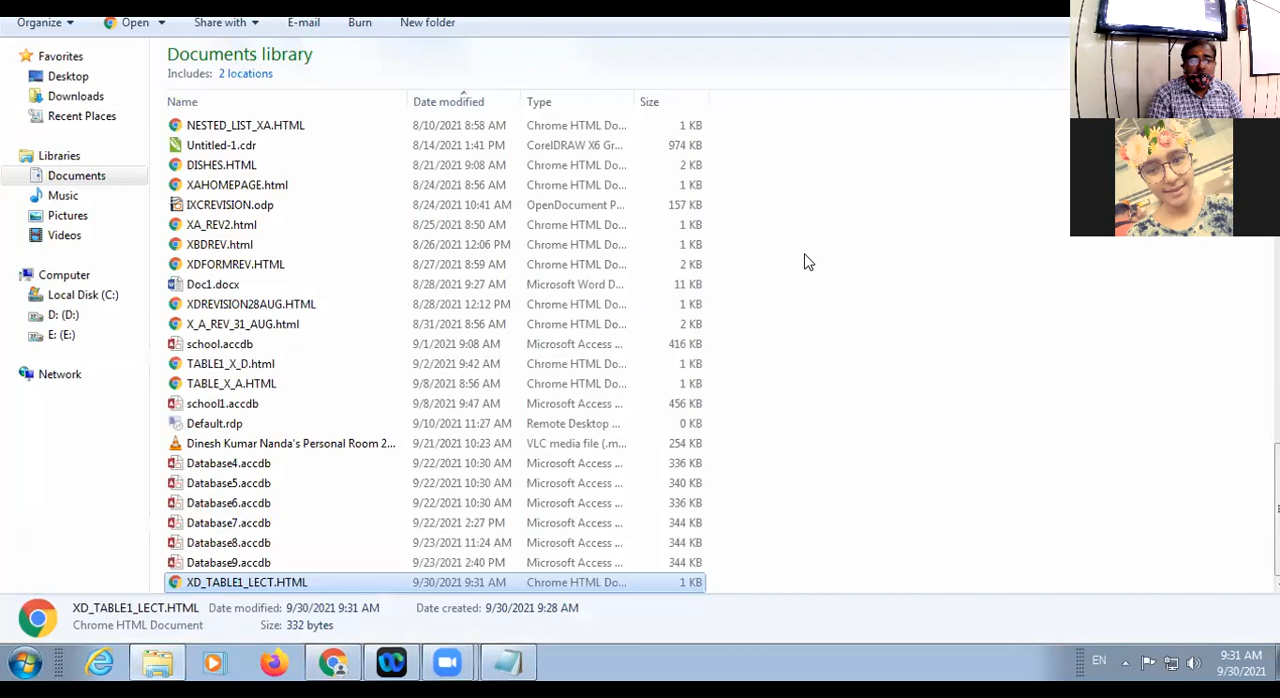 Organize Open Share with E-mail Burn New folder
Favorites
Desktop
Downloads
Recent Places
Libraries
Documents
Music
Pictures
Videos
Computer
Local Disk (C:)
D: (D:)
E: (E:)
Network
Documents library
Includes: 2 locations
Name Date modified Type Size
NESTED_LIST_XA.HTML 8/10/2021 8:58 AM Chrome HTML Do... 1 KB
Untitled-1.cdr 8/14/2021 1:41 PM CorelDRAW X6 Gr... 974 KB
DISHES.HTML 8/21/2021 9:08 AM Chrome HTML Do... 2 KB
XAHOMEPAGE.html 8/24/2021 8:56 AM Chrome HTML Do... 1 KB
IXCREVISION.odp 8/24/2021 10:41 AM OpenDocument P... 157 KB
XA_REV2.html 8/25/2021 8:50 AM Chrome HTML Do... 1 KB
XBDREV.html 8/26/2021 12:06 PM Chrome HTML Do... 1 KB
XDFORMREV.HTML 8/27/2021 8:59 AM Chrome HTML Do... 2 KB
Doc1.docx 8/28/2021 9:27 AM Microsoft Word D... 11 KB
XDREVISION28AUG.HTML 8/28/2021 12:12 PM Chrome HTML Do... 1 KB
X_A_REV_31_AUG.html 8/31/2021 8:56 AM Chrome HTML Do... 2 KB
school.accdb 9/1/2021 9:08 AM Microsoft Access ... 416 KB
TABLE1_X_D.html 9/2/2021 9:42 AM Chrome HTML Do... 1 KB
TABLE_X_A.HTML 9/8/2021 8:56 AM Chrome HTML Do... 1 KB
school1.accdb 9/8/2021 9:47 AM Microsoft Access ... 456 KB
Default.rdp 9/10/2021 11:27 AM Remote Desktop ... 0 KB
Dinesh Kumar Nanda's Personal Room 2... 9/21/2021 10:23 AM VLC media file (.m... 254 KB
Database4.accdb 9/22/2021 10:30 AM Microsoft Access ... 336 KB
Database5.accdb 9/22/2021 10:30 AM Microsoft Access ... 340 KB
Database6.accdb 9/22/2021 10:30 AM Microsoft Access ... 336 KB
Database7.accdb 9/22/2021 2:27 PM Microsoft Access ... 344 KB
Database8.accdb 9/23/2021 11:24 AM Microsoft Access ... 344 KB
Database9.accdb 9/23/2021 2:40 PM Microsoft Access ... 344 KB
XD_TABLE1_LECT.HTML 9/30/2021 9:31 AM Chrome HTML Do... 1 KB
XD_TABLE1_LECT.HTML Date modified: 9/30/2021 9:31 AM Date created: 9/30/2021 9:28 AM
Chrome HTML Document Size: 332 bytes
EN 9:31 AM
9/30/2021